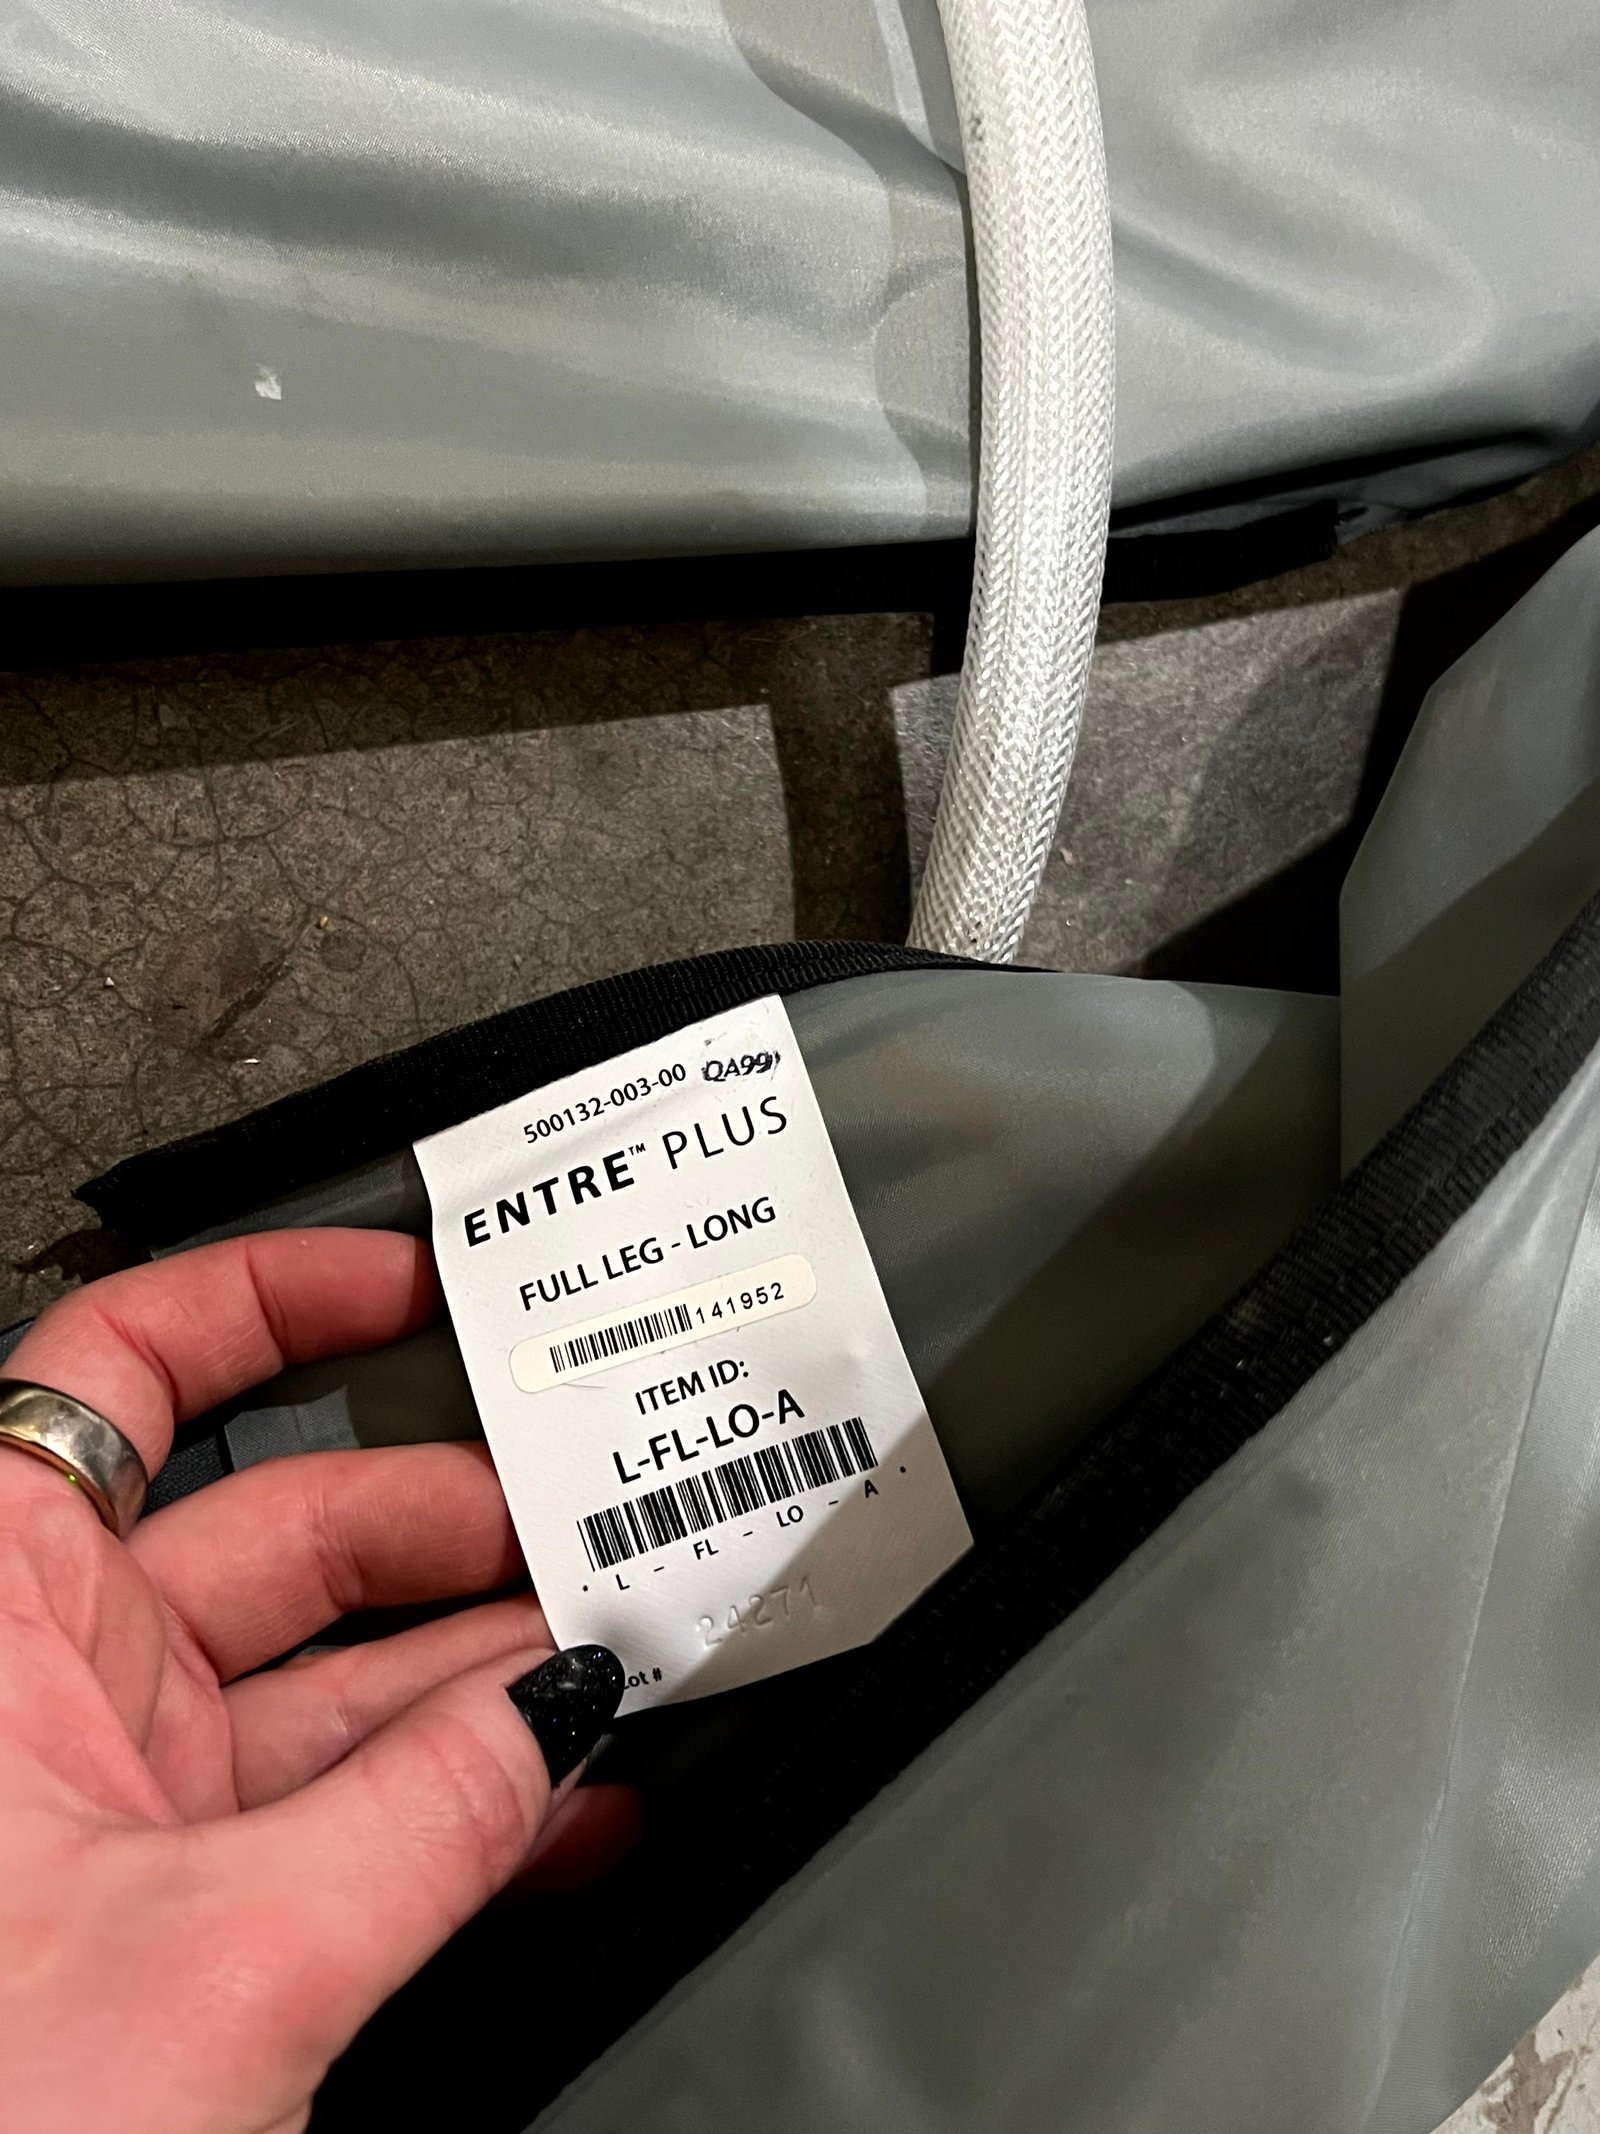 500132-003-00 QA99
ENTRE™ PLUS
FULL LEG - LONG
141952
ITEM ID:
L-FL-LO-A
• L - FL - LO - A •
24271
Lot #